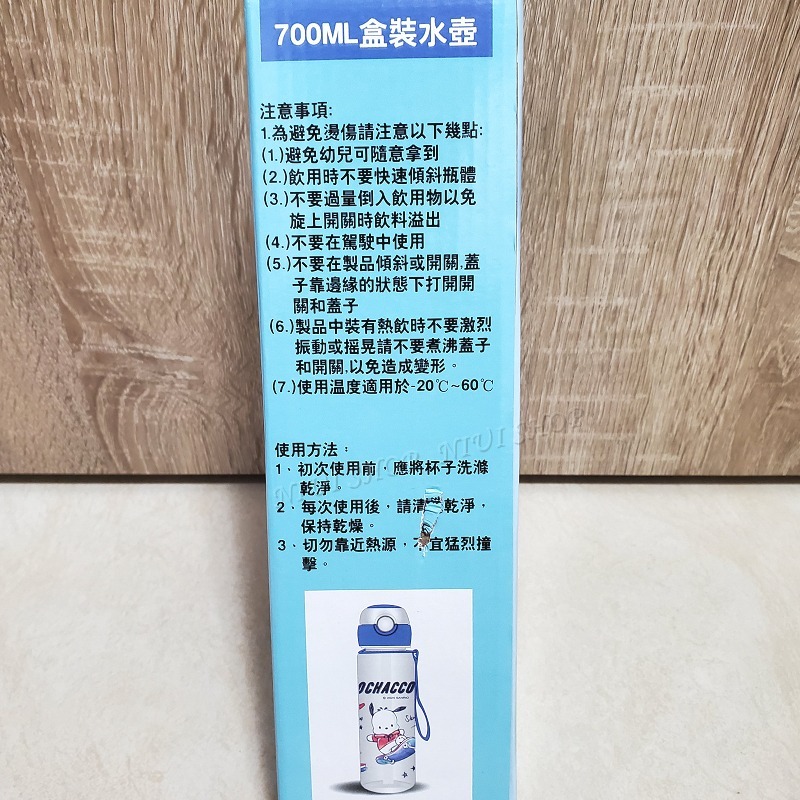 700ML盒裝水壺
注意事項:
1.為避免燙傷請注意以下幾點:
(1.)避免幼兒可隨意拿到
(2.)飲用時不要快速傾斜瓶體
(3.)不要過量倒入飲用物以免
旋上開關時飲料溢出
(4.)不要在駕駛中使用
(5.)不要在製品傾斜或開關,蓋
子靠邊緣的狀態下打開開
關和蓋子
(6.)製品中裝有熱飲時不要激烈
振動或摇晃請不要煮沸蓋子
和開關,以免造成變形。
(7.)使用温度適用於-20℃~60℃
NIUI SHOP NIUI SHOP
使用方法：
1、初次使用前，應將杯子洗滌
乾淨。
2、每次使用後，請清 乾淨，
保持乾燥。
3、切勿靠近熱源，不宜猛烈撞
擊。
OCHACCO